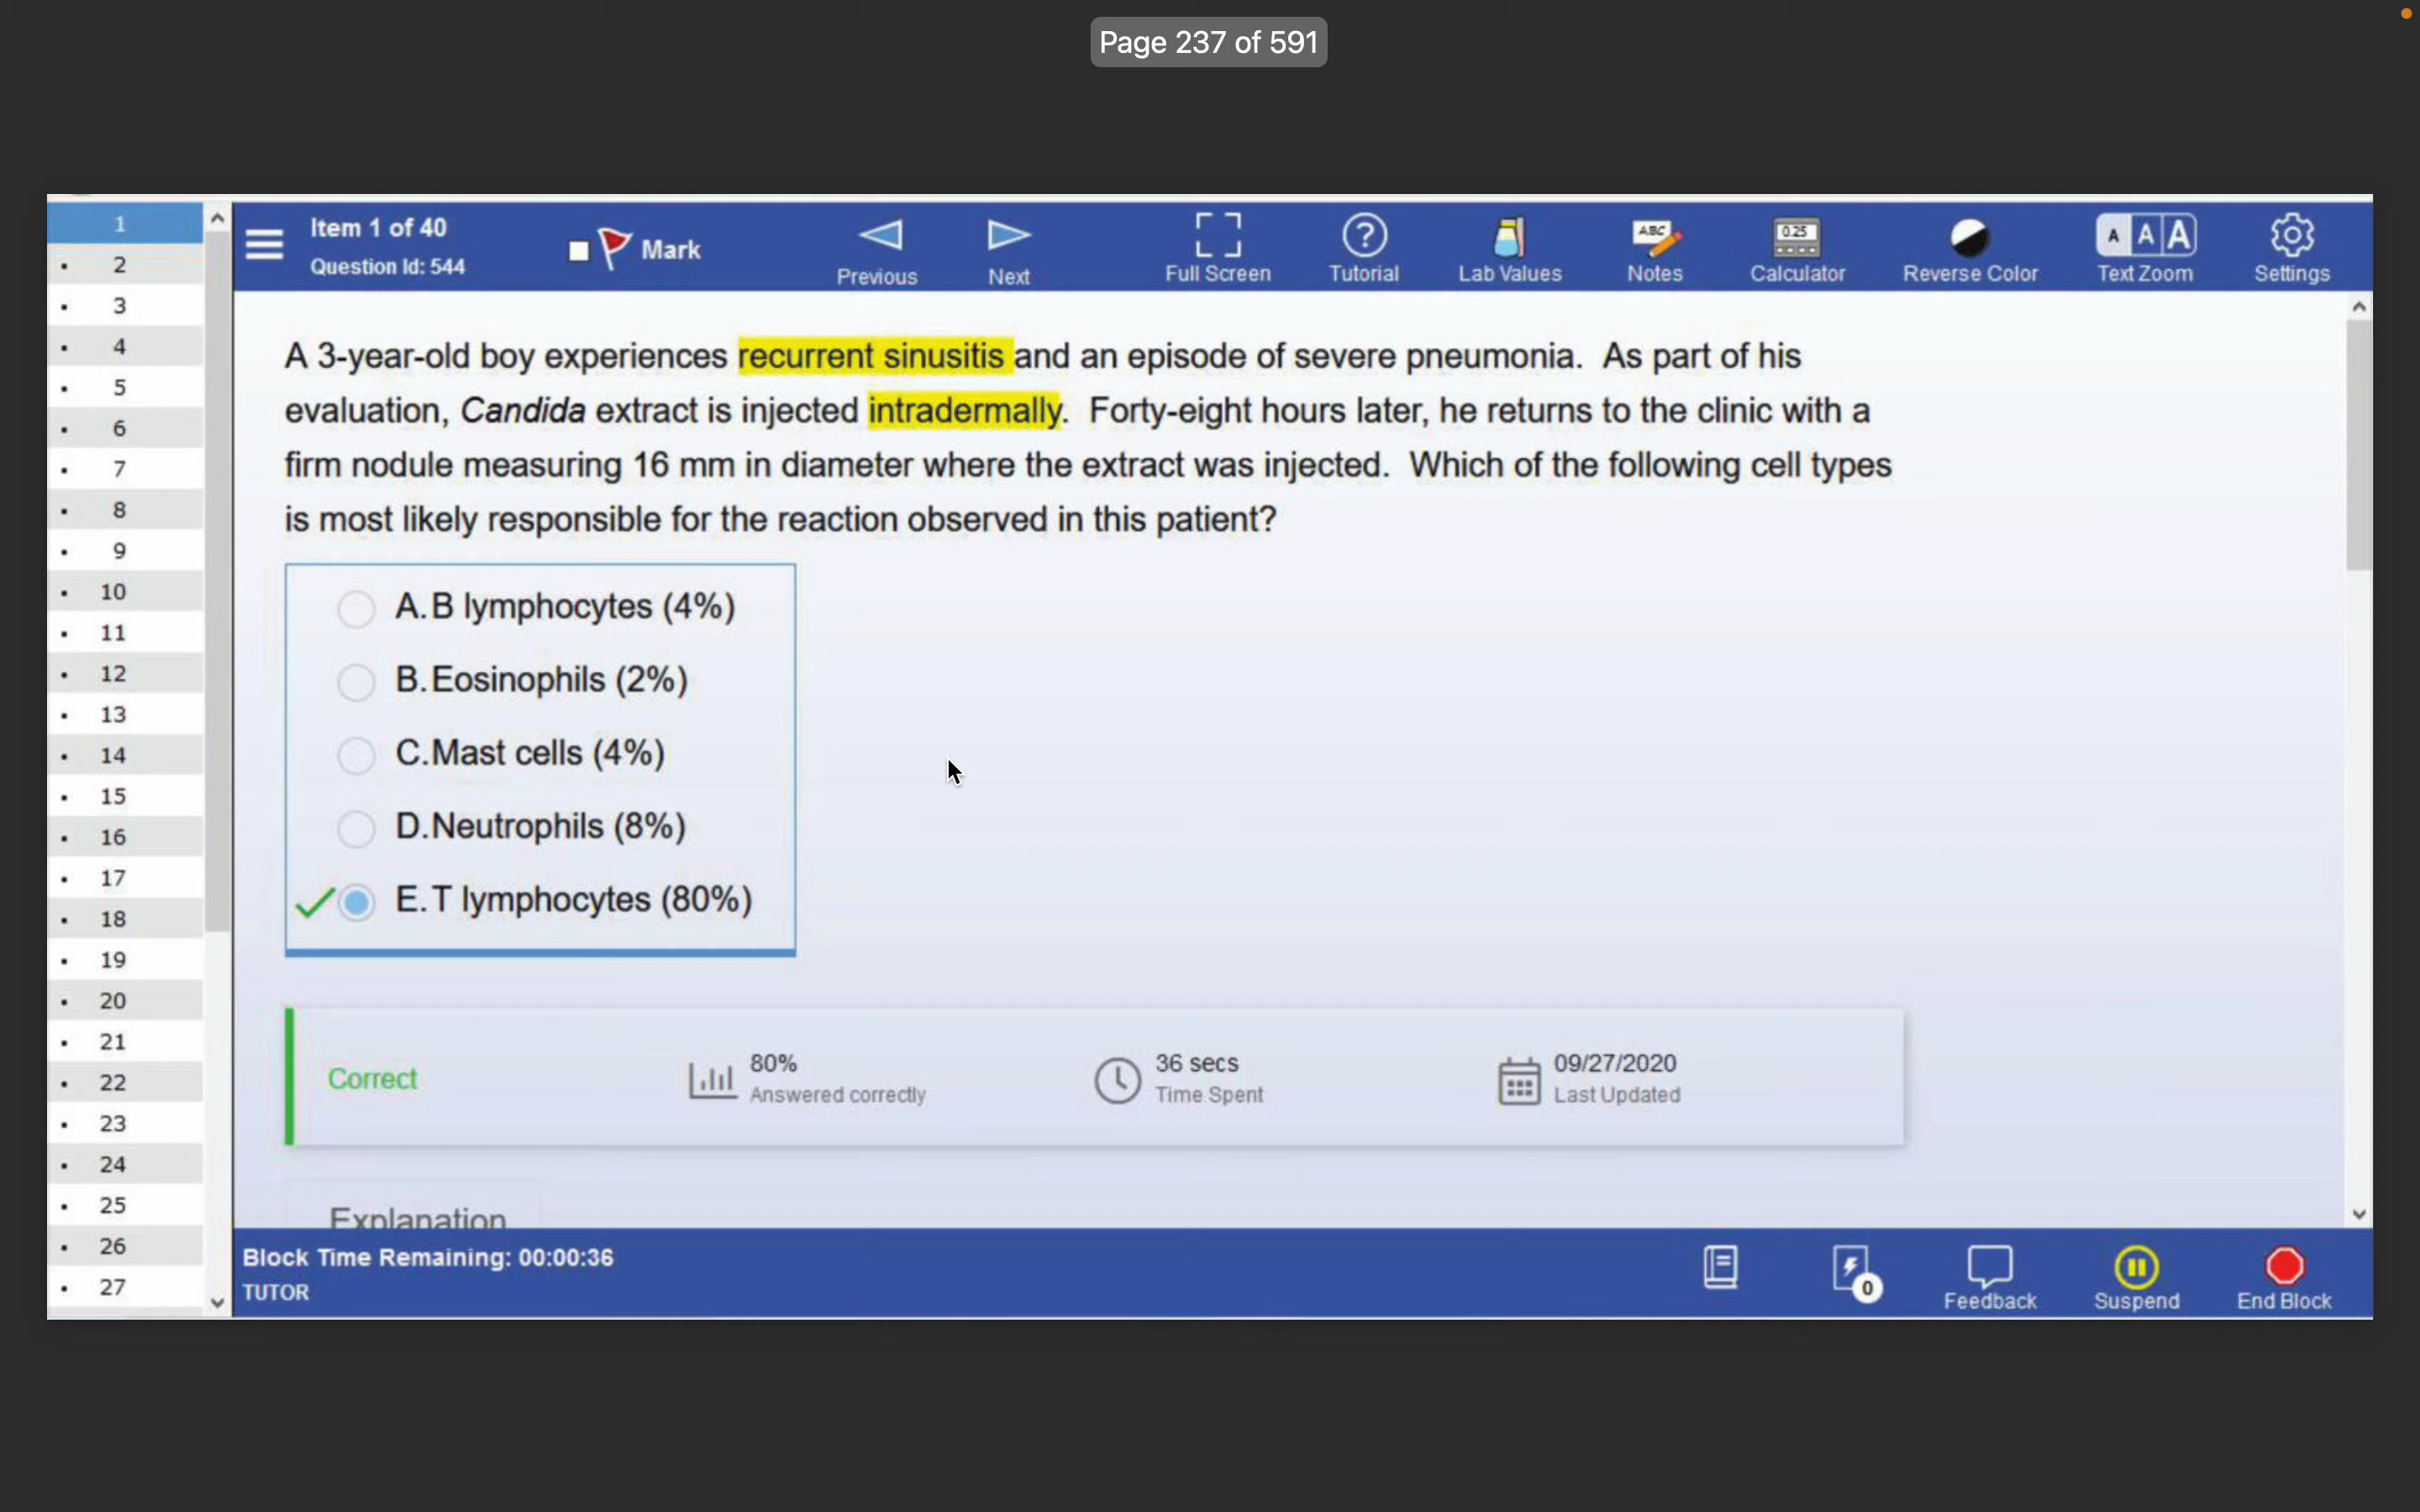 Page 237 of 591
Item 1 of 40
Question Id: 544
Mark
Previous
Next
Full Screen
Tutorial
Lab Values
ABC
Notes
0.25
Calculator
Reverse Color
A A A
Text Zoom
Settings
1
2
3
4
5
6
7
8
9
10
11
12
13
14
15
16
17
18
19
20
21
22
23
24
25
26
27
A 3-year-old boy experiences recurrent sinusitis and an episode of severe pneumonia. As part of his
evaluation, Candida extract is injected intradermally. Forty-eight hours later, he returns to the clinic with a
firm nodule measuring 16 mm in diameter where the extract was injected. Which of the following cell types
is most likely responsible for the reaction observed in this patient?
A. B lymphocytes (4%)
B. Eosinophils (2%)
C. Mast cells (4%)
D. Neutrophils (8%)
E. T lymphocytes (80%)
Correct
80%
Answered correctly
36 secs
Time Spent
09/27/2020
Last Updated
Explanation
Block Time Remaining: 00:00:36
TUTOR
0
Feedback
Suspend
End Block